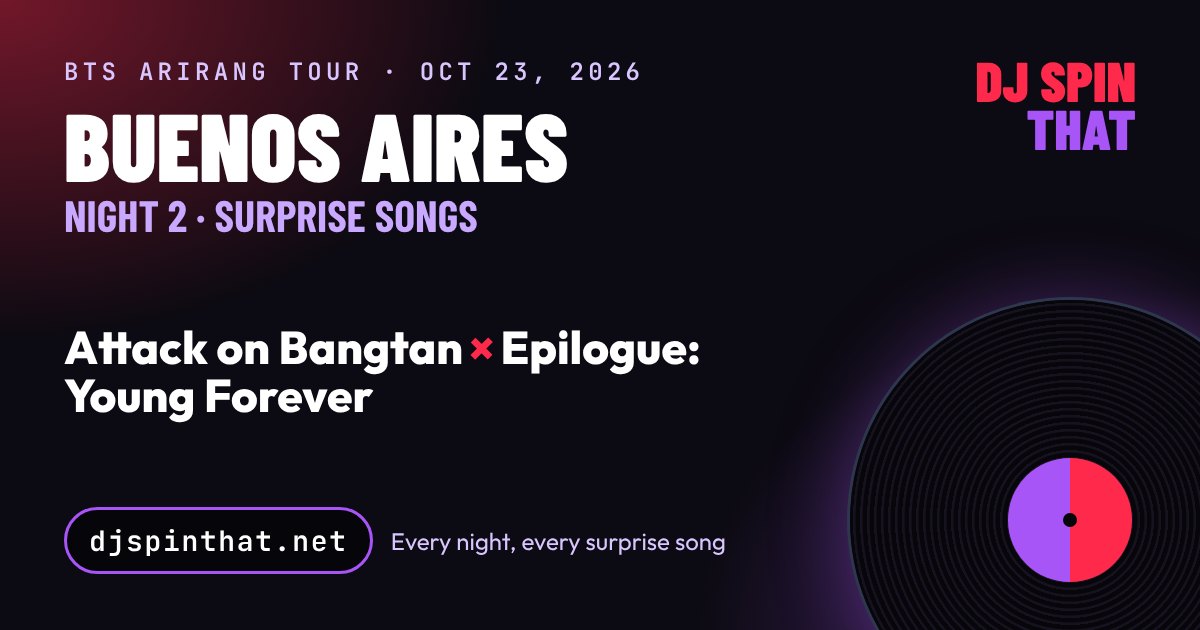 BTS ARIRANG TOUR · OCT 23, 2026
BUENOS AIRES
NIGHT 2 · SURPRISE SONGS
DJ SPIN
THAT
Attack on Bangtan × Epilogue:
Young Forever
djspinthat.net
Every night, every surprise song